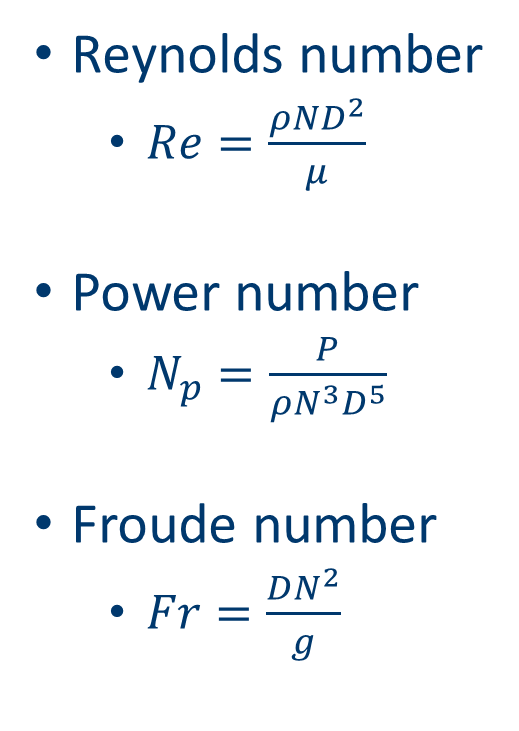 • Reynolds number
• Re = ρND²/μ
• Power number
• Nₚ = P/ρN³D⁵
• Froude number
• Fr = DN²/g